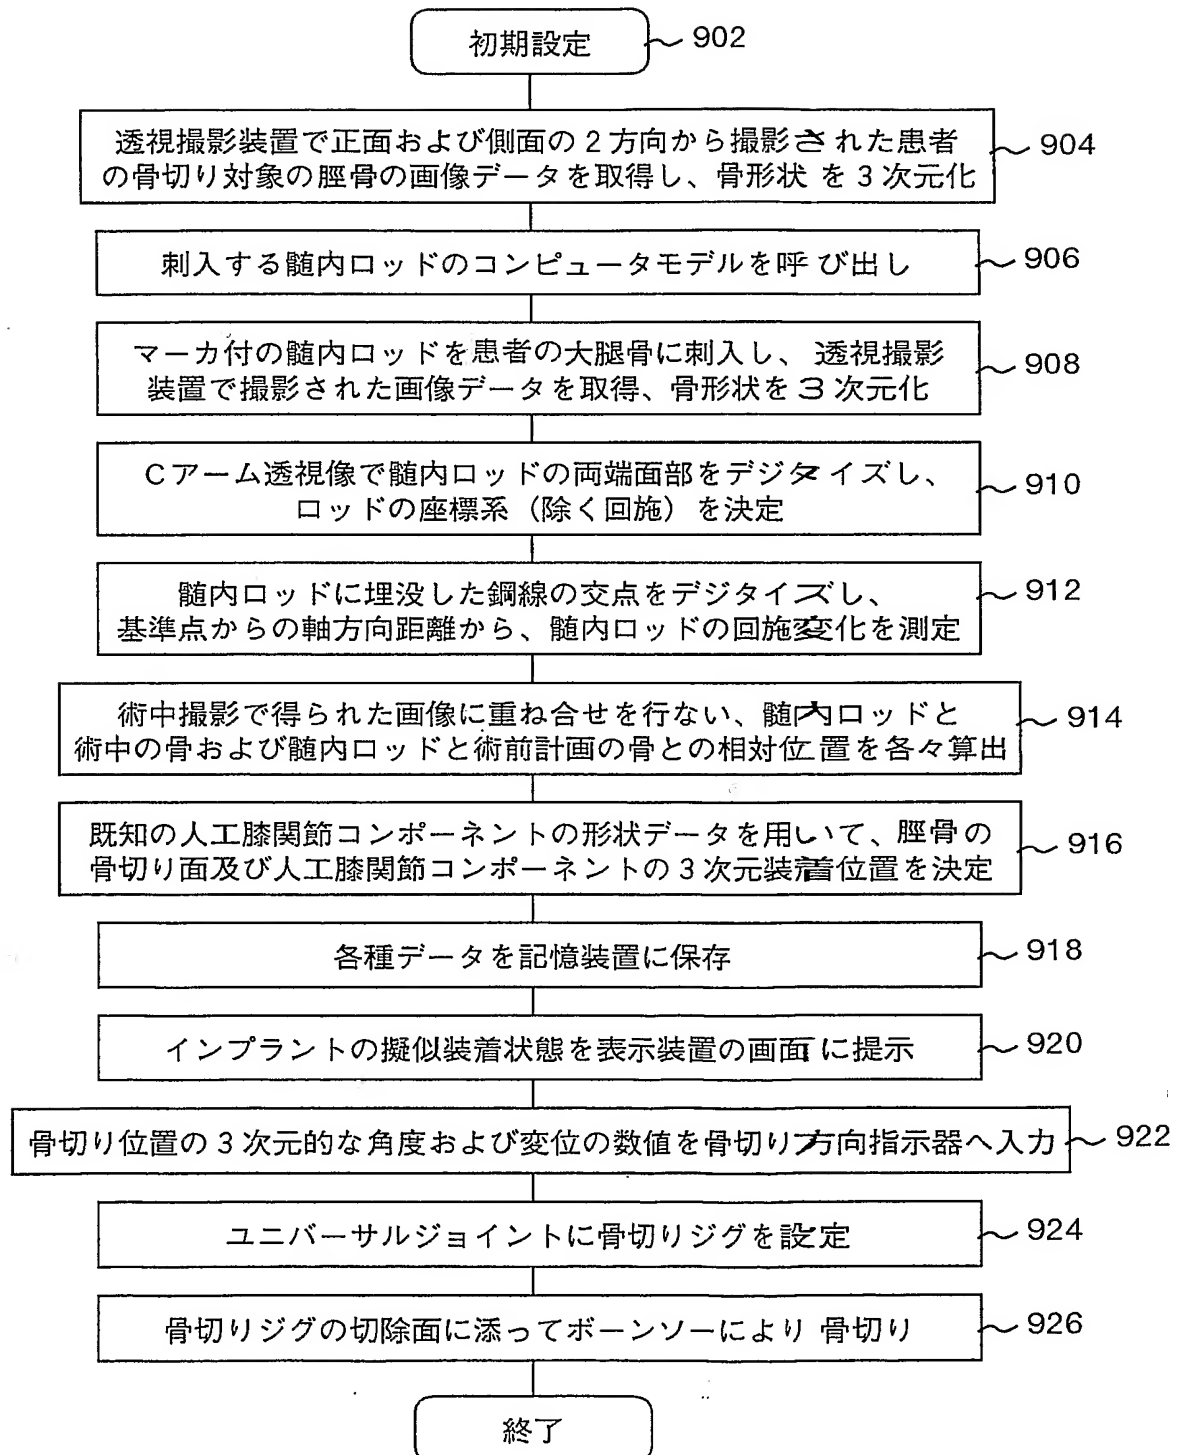 初期設定
902
透視撮影装置で正面および側面の2方向から撮影された患者
の骨切り対象の脛骨の画像データを取得し、骨形状を3次元化
904
刺入する髄内ロッドのコンピュータモデルを呼び出し
906
マーカ付の髄内ロッドを患者の大腿骨に刺入し、透視撮影
装置で撮影された画像データを取得、骨形状を3次元化
908
Cアーム透視像で髄内ロッドの両端面部をデジタイズし、
ロッドの座標系（除く回施）を決定
910
髄内ロッドに埋没した鋼線の交点をデジタイズし、
基準点からの軸方向距離から、髄内ロッドの回施変化を測定
912
術中撮影で得られた画像に重ね合せを行ない、髄内ロッドと
術中の骨および髄内ロッドと術前計画の骨との相対位置を各々算出
914
既知の人工膝関節コンポーネントの形状データを用いて、脛骨の
骨切り面及び人工膝関節コンポーネントの3次元装着位置を決定
916
各種データを記憶装置に保存
918
インプラントの擬似装着状態を表示装置の画面に提示
920
骨切り位置の3次元的な角度および変位の数値を骨切り方向指示器へ入力
922
ユニバーサルジョイントに骨切りジグを設定
924
骨切りジグの切除面に添ってボーンソーにより骨切り
926
終了